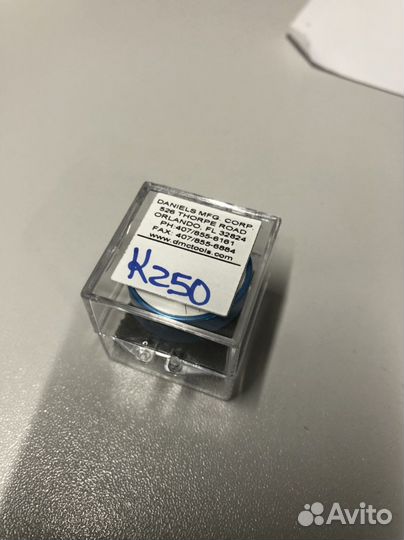 DANIELS MFG. CORP.
526 THORPE ROAD
ORLANDO, FL 32824
PH:407/855-6161
FAX: 407/855-6884
www.dmctools.com
K250
Avito